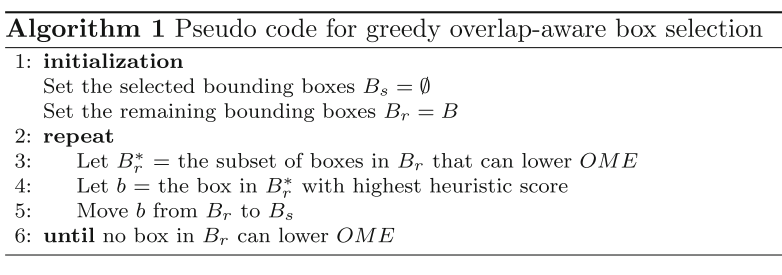 Algorithm 1 Pseudo code for greedy overlap-aware box selection
1: initialization
Set the selected bounding boxes B_s = ∅
Set the remaining bounding boxes B_r = B
2: repeat
3: Let B_r^* = the subset of boxes in B_r that can lower OME
4: Let b = the box in B_r^* with highest heuristic score
5: Move b from B_r to B_s
6: until no box in B_r can lower OME